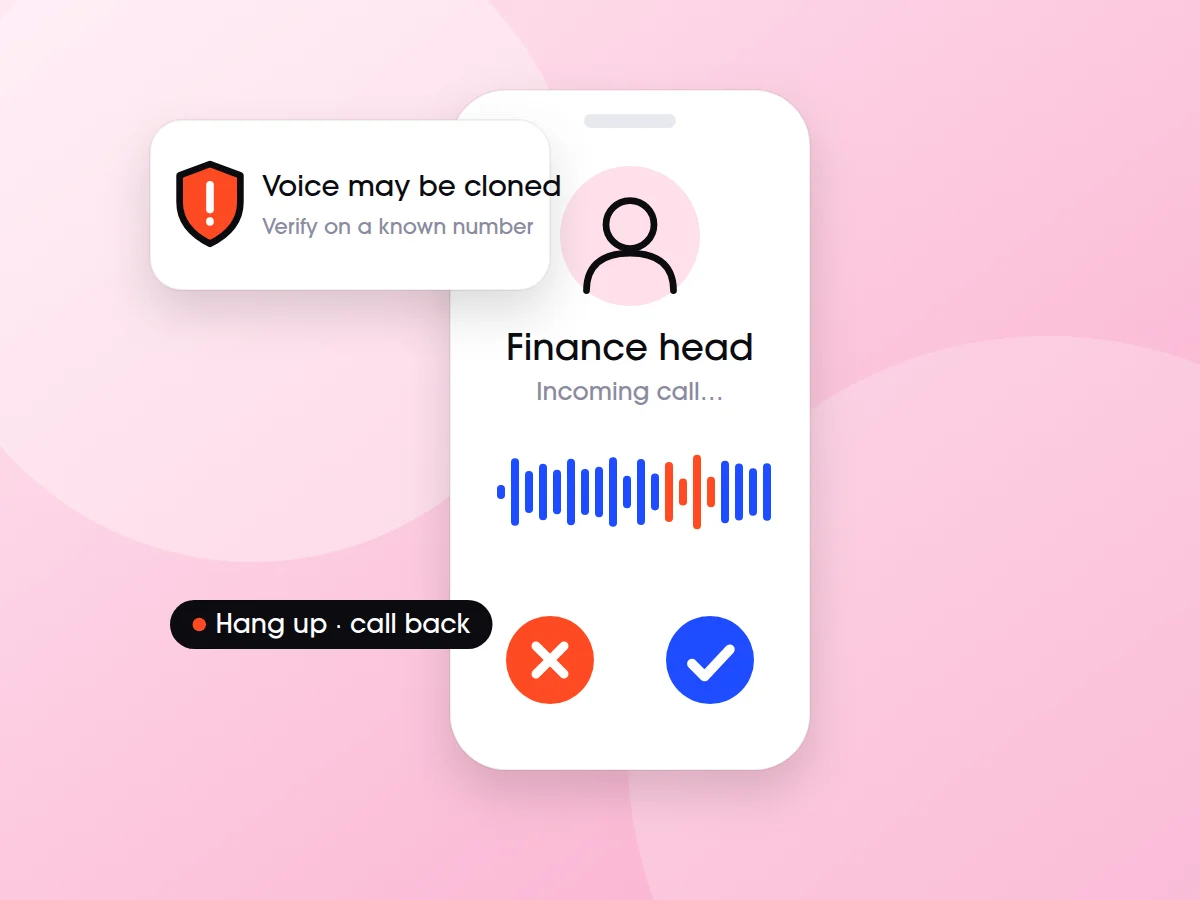 Voice may be cloned
Verify on a known number
Finance head
Incoming call...
Hang up · call back